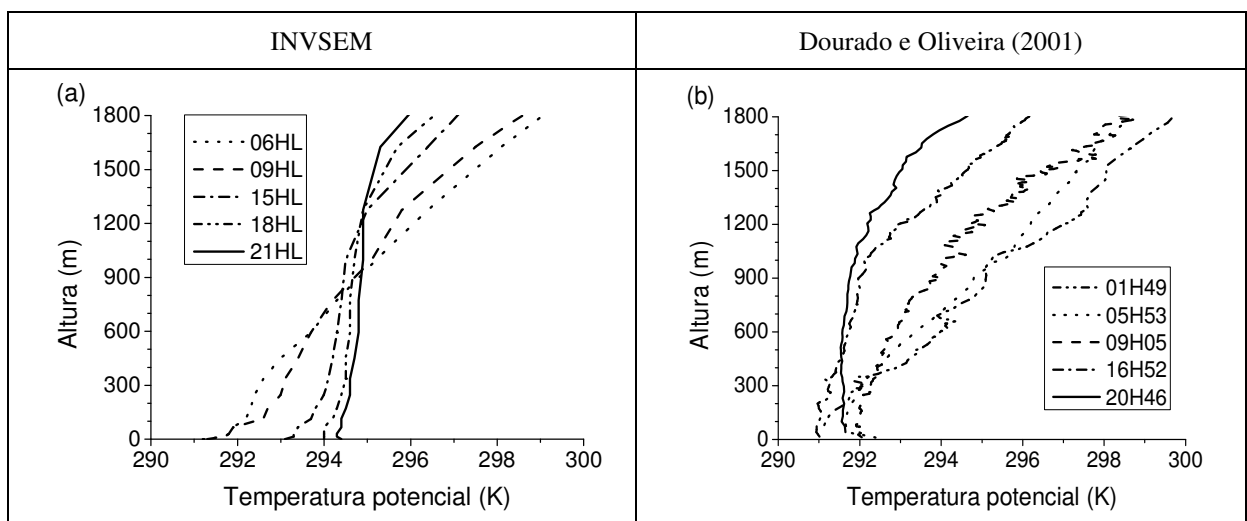 INVSEM
Dourado e Oliveira (2001)
(a)
1800
1500
1200
900
600
300
0
Altura (m)
06HL
09HL
15HL
18HL
21HL
290 292 294 296 298 300
Temperatura potencial (K)
(b)
1800
1500
1200
900
600
300
0
Altura (m)
01H49
05H53
09H05
16H52
20H46
290 292 294 296 298 300
Temperatura potencial (K)